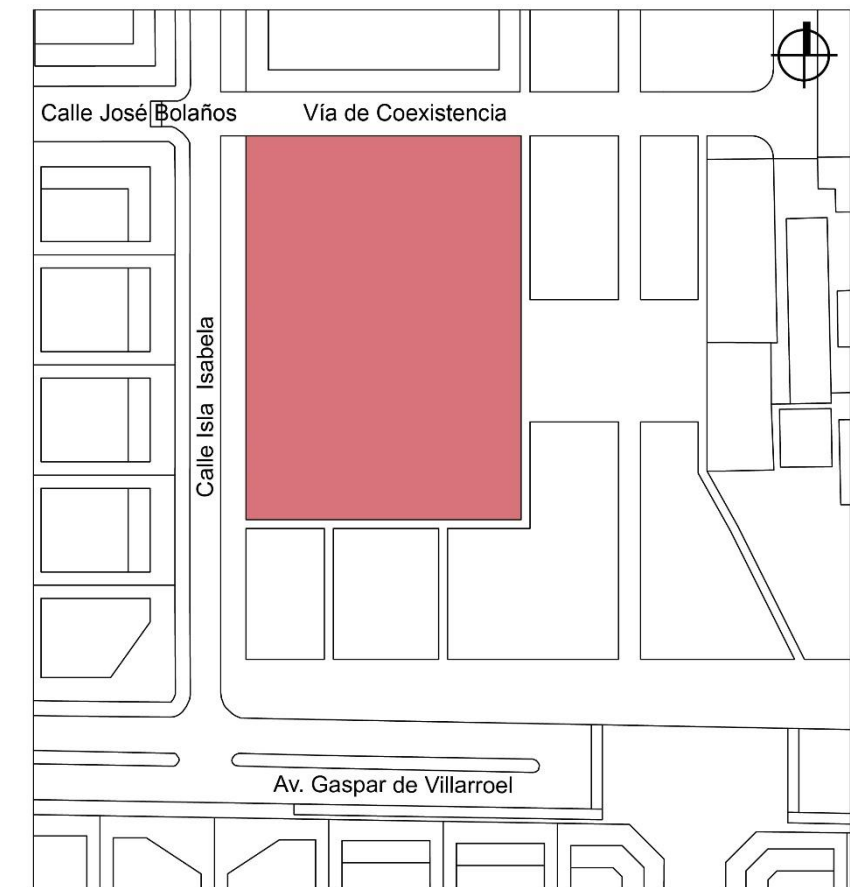 Calle José Bolaños
Vía de Coexistencia
Calle Isla Isabela
Av. Gaspar de Villarroel